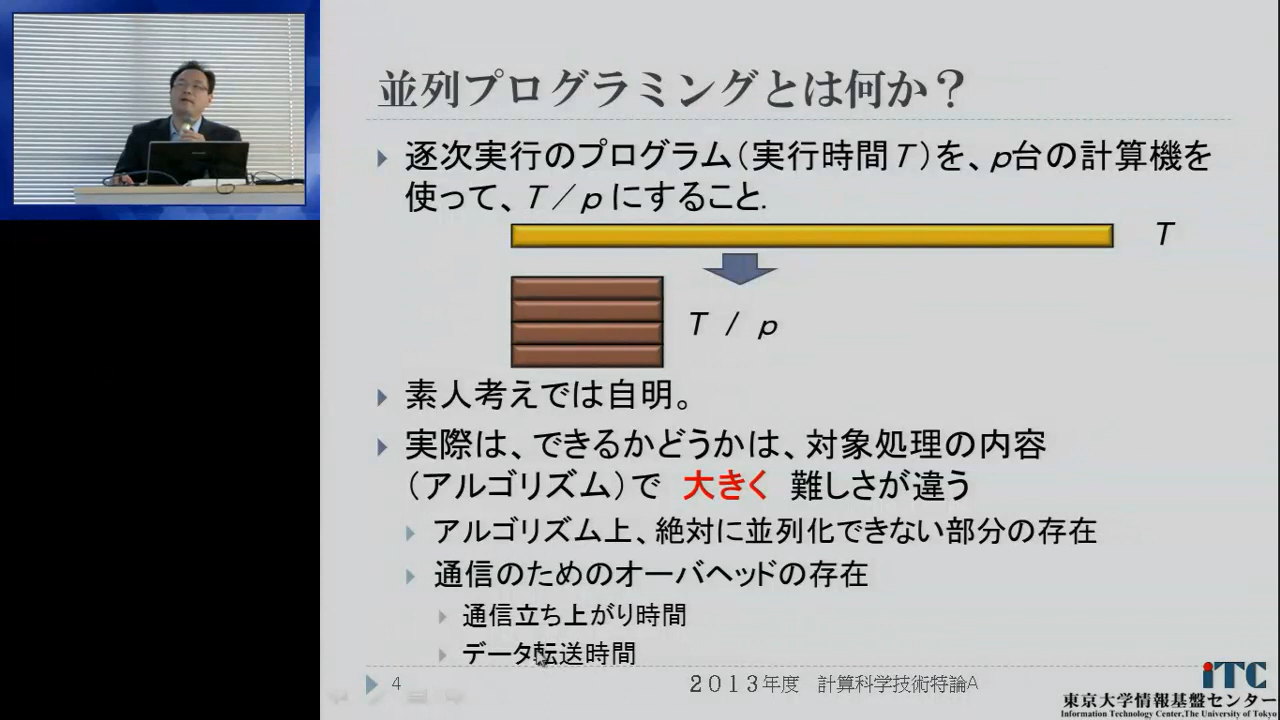 並列プログラミングとは何か？
逐次実行のプログラム（実行時間T）を、p台の計算機を
使って、T / p にすること.
T
T / p
素人考えでは自明。
実際は、できるかどうかは、対象処理の内容
（アルゴリズム）で 大きく 難しさが違う
アルゴリズム上、絶対に並列化できない部分の存在
通信のためのオーバヘッドの存在
通信立ち上がり時間
データ転送時間
4
２０１３年度 計算科学技術特論A
iTC
東京大学情報基盤センター
Information Technology Center,The University of Tokyo